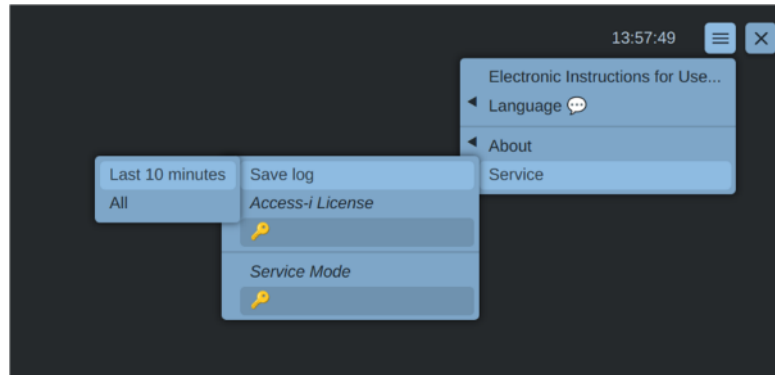 13:57:49
Electronic Instructions for Use...
Language
About
Service
Save log
Access-i License
Service Mode
Last 10 minutes
All